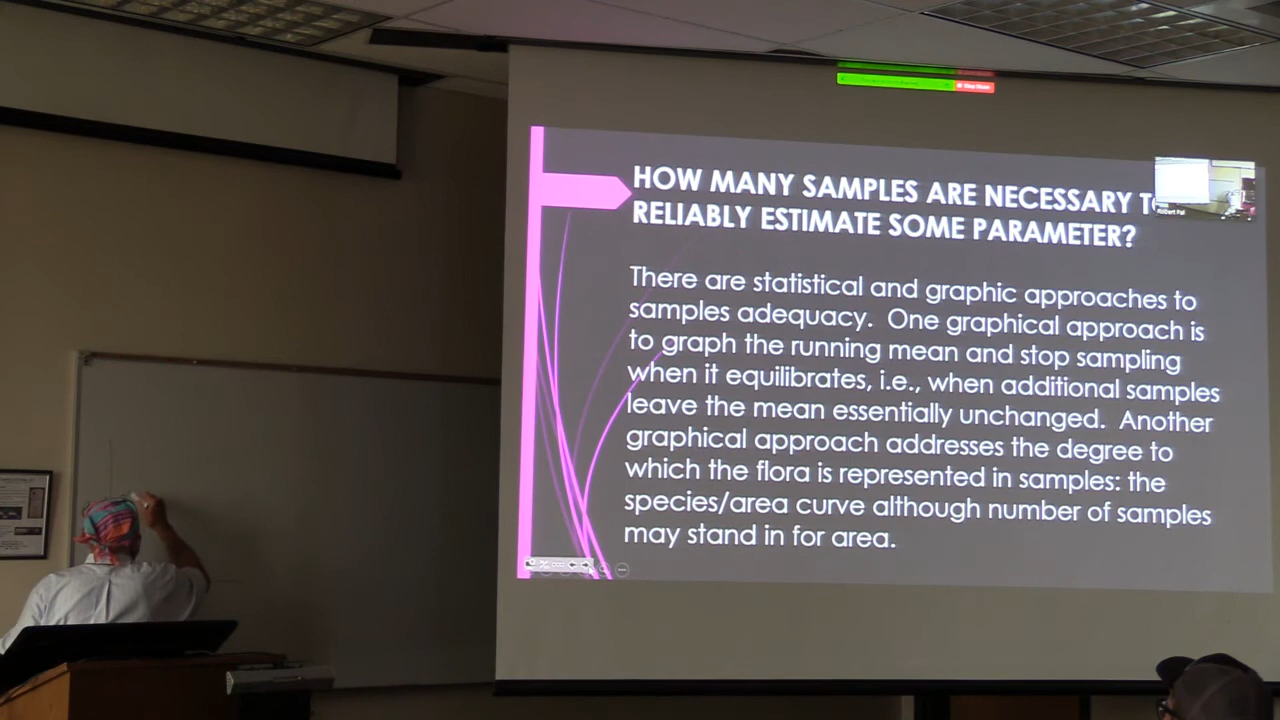 HOW MANY SAMPLES ARE NECESSARY
RELIABLY ESTIMATE SOME PARAMETER?
There are statistical and graphic approaches to
samples adequacy. One graphical approach is
to graph the running mean and stop sampling
when it equilibrates, i.e., when additional samples
leave the mean essentially unchanged. Another
graphical approach addresses the degree to
which the flora is represented in samples: the
species/area curve although number of samples
may stand in for area.